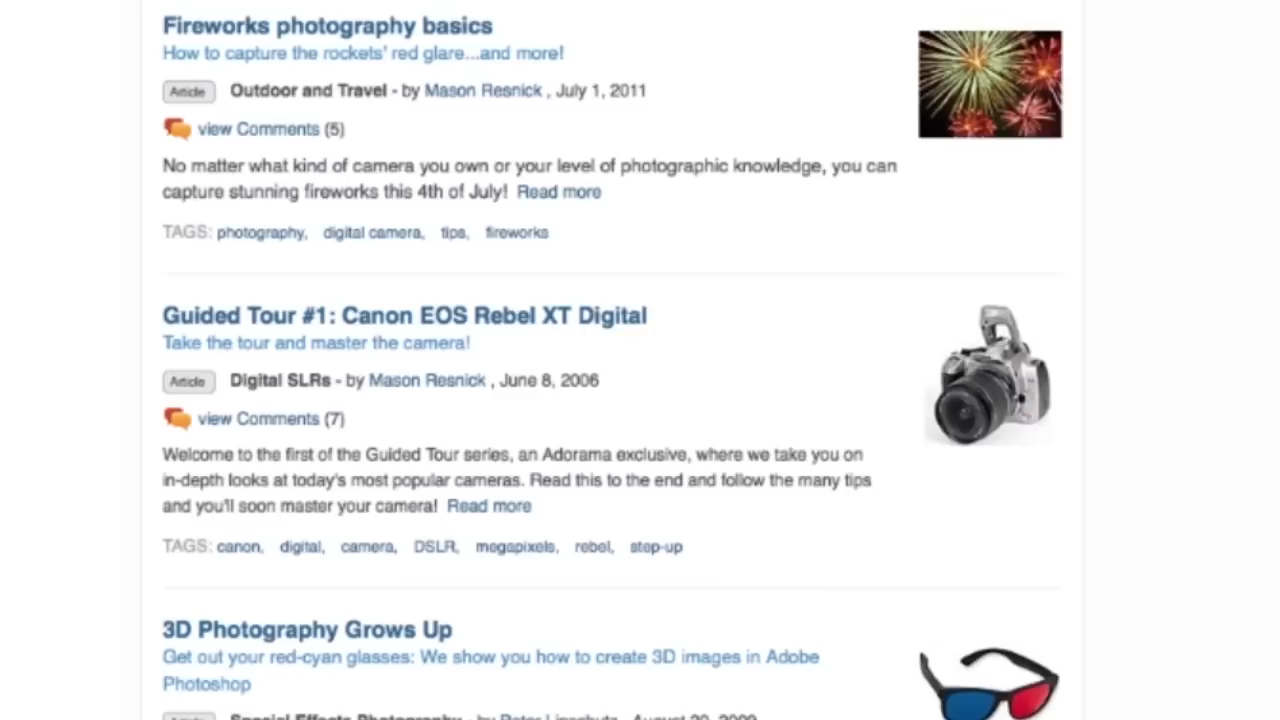 Fireworks photography basics
How to capture the rockets' red glare...and more!
Article Outdoor and Travel - by Mason Resnick , July 1, 2011
view Comments (5)
No matter what kind of camera you own or your level of photographic knowledge, you can
capture stunning fireworks this 4th of July! Read more
TAGS: photography, digital camera, tips, fireworks
Guided Tour #1: Canon EOS Rebel XT Digital
Take the tour and master the camera!
Article Digital SLRs - by Mason Resnick , June 8, 2006
view Comments (7)
Welcome to the first of the Guided Tour series, an Adorama exclusive, where we take you on
in-depth looks at today's most popular cameras. Read this to the end and follow the many tips
and you'll soon master your camera! Read more
TAGS: canon, digital, camera, DSLR, megapixels, rebel, step-up
3D Photography Grows Up
Get out your red-cyan glasses: We show you how to create 3D images in Adobe
Photoshop
Special Effects Photography - by Peter